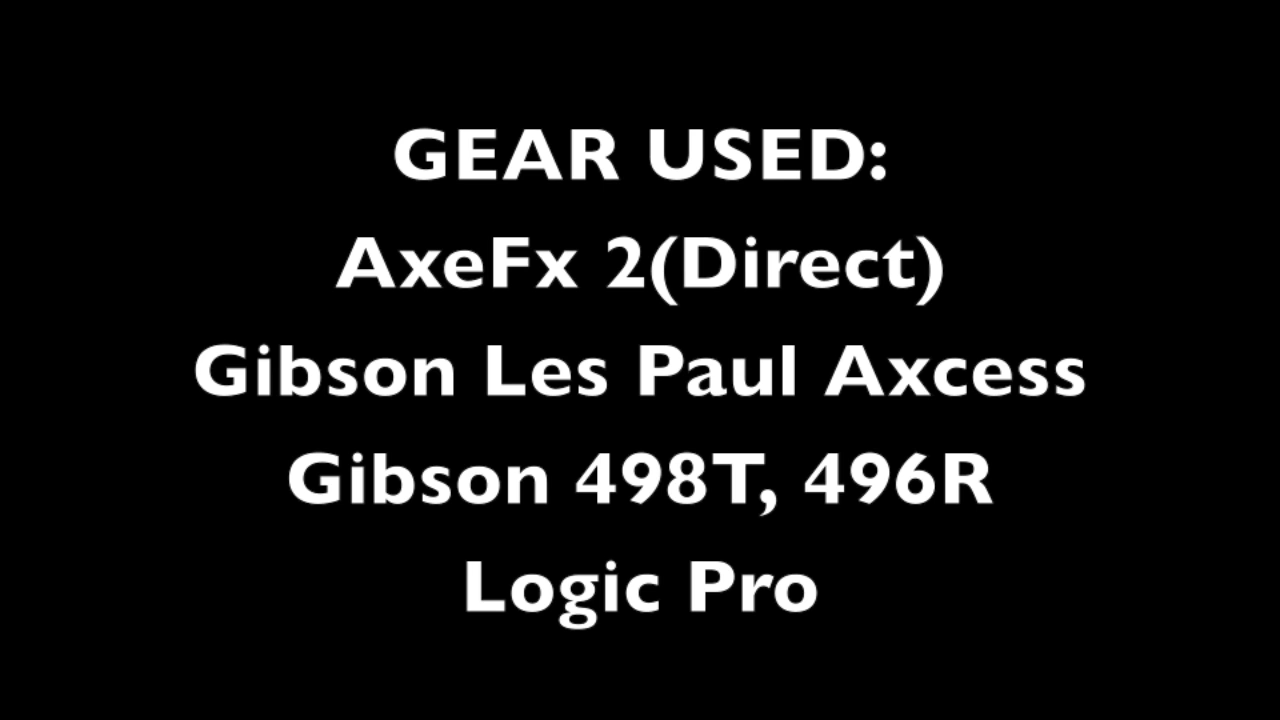 GEAR USED:
AxeFx 2(Direct)
Gibson Les Paul Axcess
Gibson 498T, 496R
Logic Pro